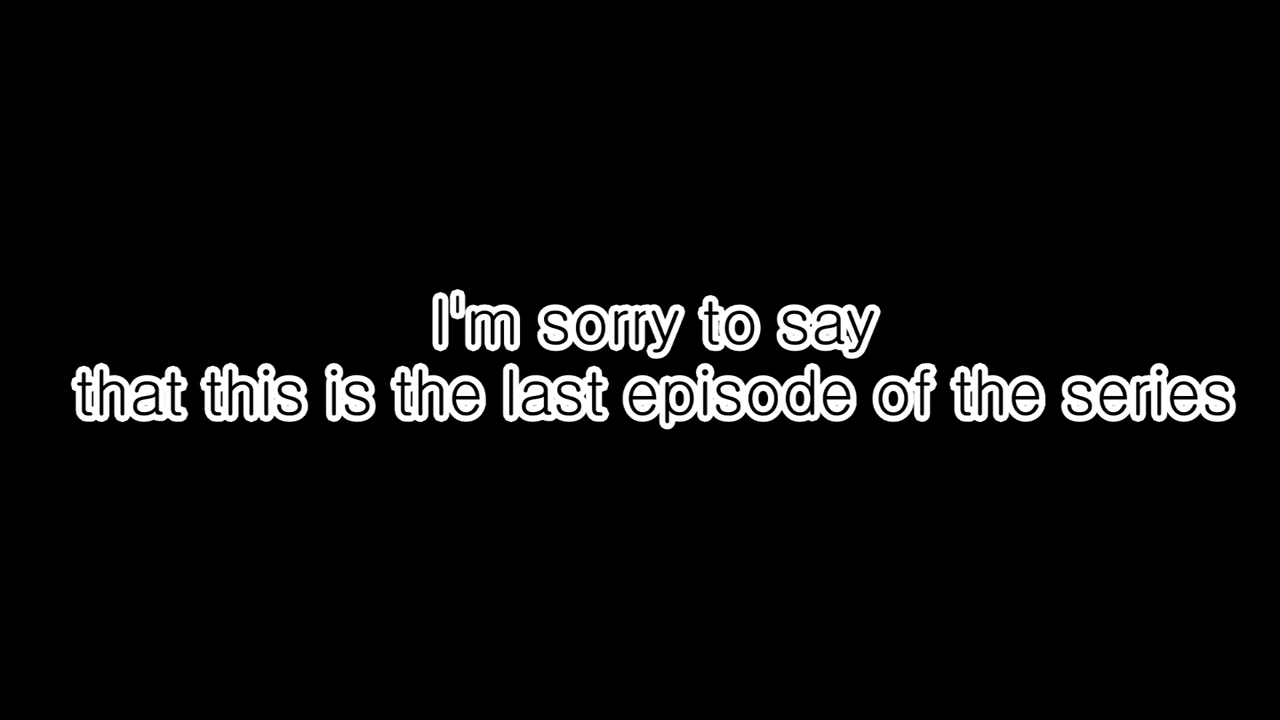 I'm sorry to say
that this is the last episode of the series